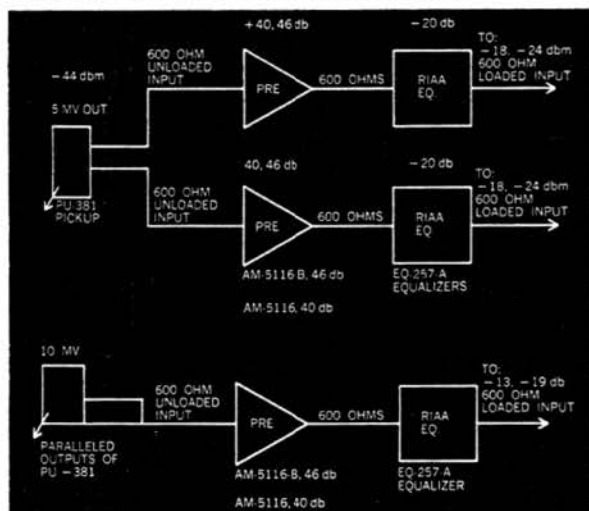 +40, 46 db
-20 db
TO:
-18, -24 dbm
600 OHM
LOADED INPUT
600 OHM
UNLOADED
INPUT
-44 dbm
5 MV OUT
PRE
600 OHMS
RIAA
EQ.
PU-381
PICKUP
600 OHM
UNLOADED
INPUT
40, 46 db
PRE
600 OHMS
-20 db
RIAA
EQ
TO:
-18, -24 dbm
600 OHM
LOADED INPUT
AM-5116 B, 46 db
AM-5116, 40 db
EQ-257-A
EQUALIZERS
10 MV
600 OHM
UNLOADED
INPUT
PRE
600 OHMS
RIAA
EQ.
TO:
-13, -19 db
600 OHM
LOADED INPUT
PARALLELED
OUTPUTS OF
PU -381
AM-5116-B, 46 db
AM-5116, 40 db
EQ-257-A
EQUALIZER